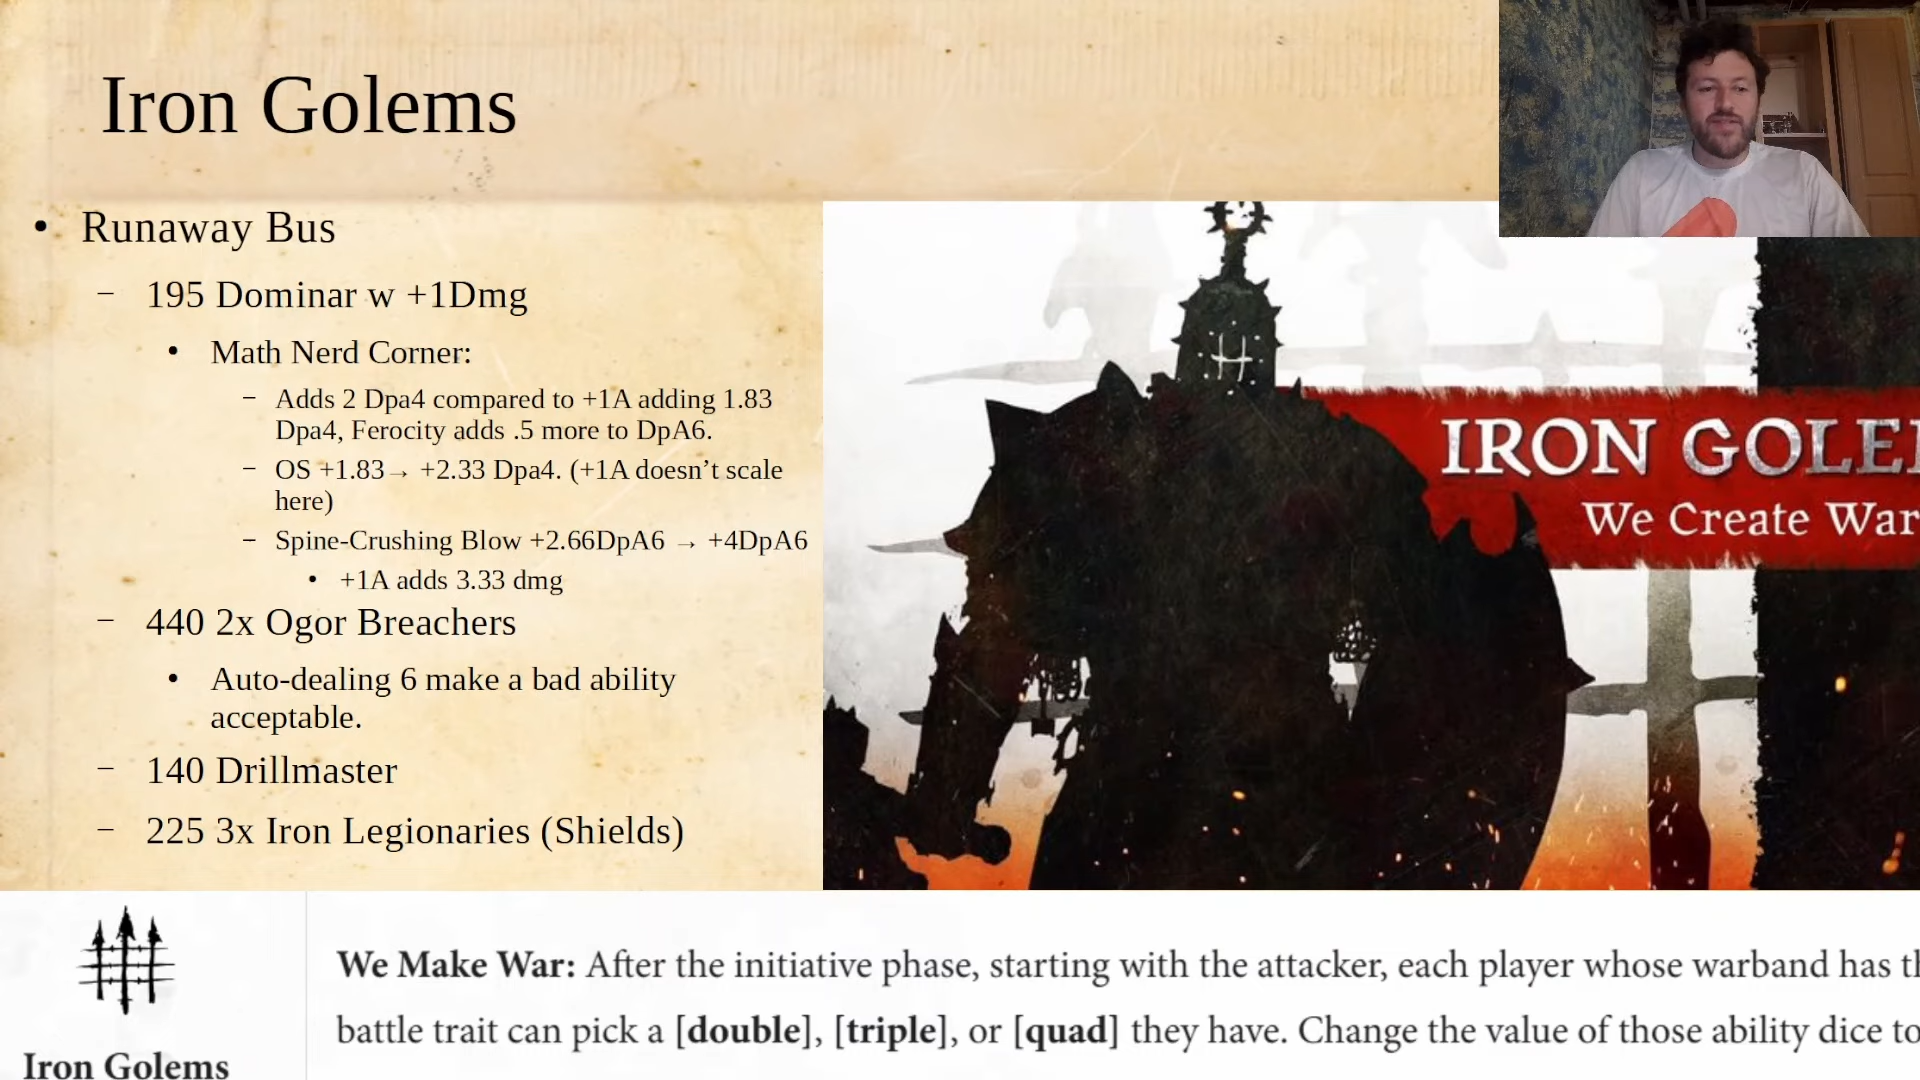 Iron Golems
• Runaway Bus
– 195 Dominar w +1Dmg
• Math Nerd Corner:
– Adds 2 Dpa4 compared to +1A adding 1.83
Dpa4, Ferocity adds .5 more to DpA6.
– OS +1.83→ +2.33 Dpa4. (+1A doesn’t scale
here)
– Spine-Crushing Blow +2.66DpA6 → +4DpA6
• +1A adds 3.33 dmg
– 440 2x Ogor Breachers
• Auto-dealing 6 make a bad ability
acceptable.
– 140 Drillmaster
– 225 3x Iron Legionaries (Shields)
IRON GOLE
We Create War
We Make War: After the initiative phase, starting with the attacker, each player whose warband has th
battle trait can pick a [double], [triple], or [quad] they have. Change the value of those ability dice to
Iron Golems